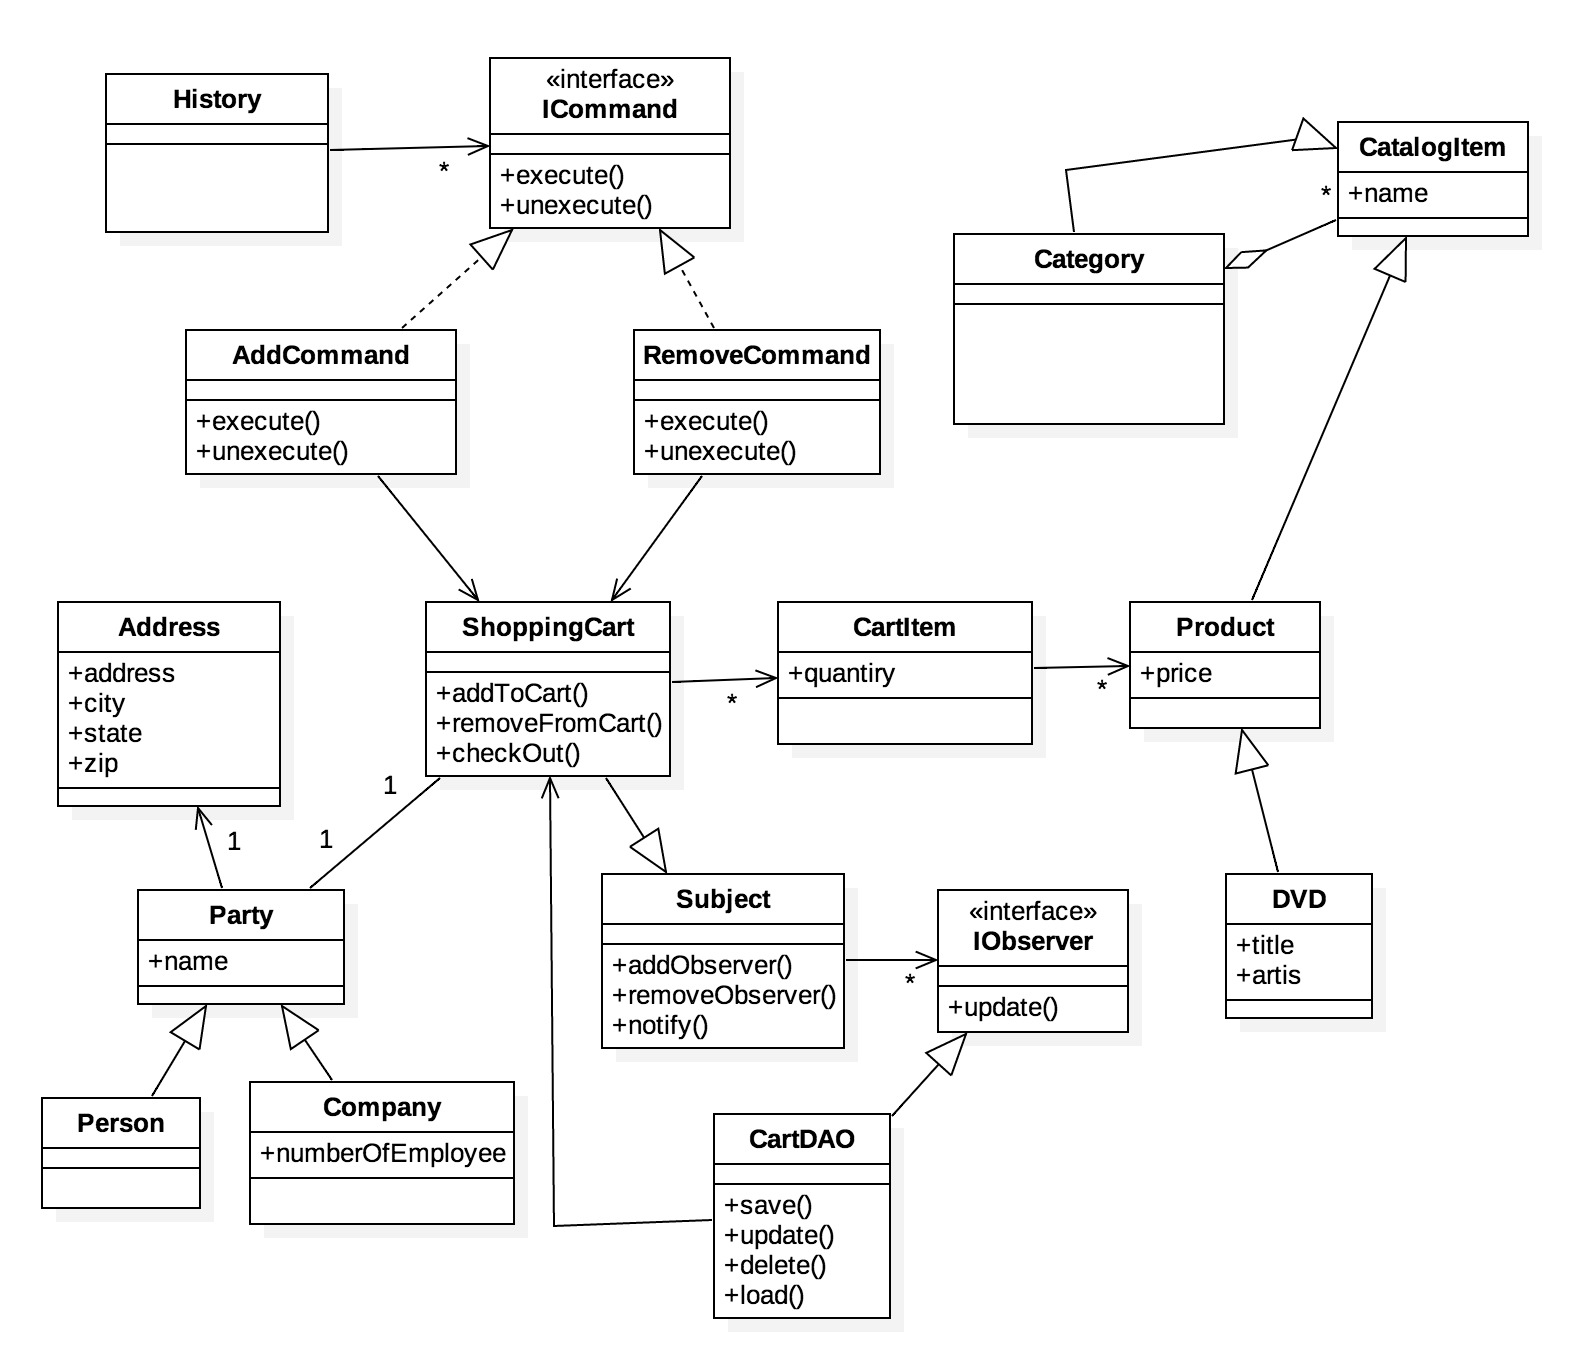 History
«interface»
ICommand
+execute()
+unexecute()
*
CatalogItem
+name
*
Category
AddCommand
+execute()
+unexecute()
RemoveCommand
+execute()
+unexecute()
Address
+address
+city
+state
+zip
ShoppingCart
+addToCart()
+removeFromCart()
+checkOut()
*
CartItem
+quantiry
*
Product
+price
1
1
1
Party
+name
Subject
+addObserver()
+removeObserver()
+notify()
*
«interface»
IObserver
+update()
DVD
+title
+artis
Person
Company
+numberOfEmployee
CartDAO
+save()
+update()
+delete()
+load()